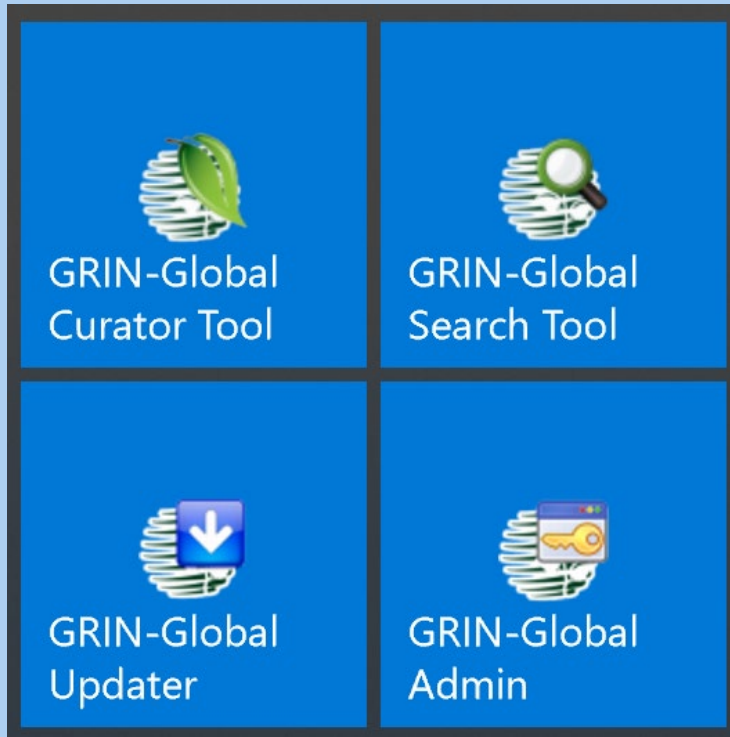 GRIN-Global
Curator Tool
GRIN-Global
Search Tool
GRIN-Global
Updater
GRIN-Global
Admin